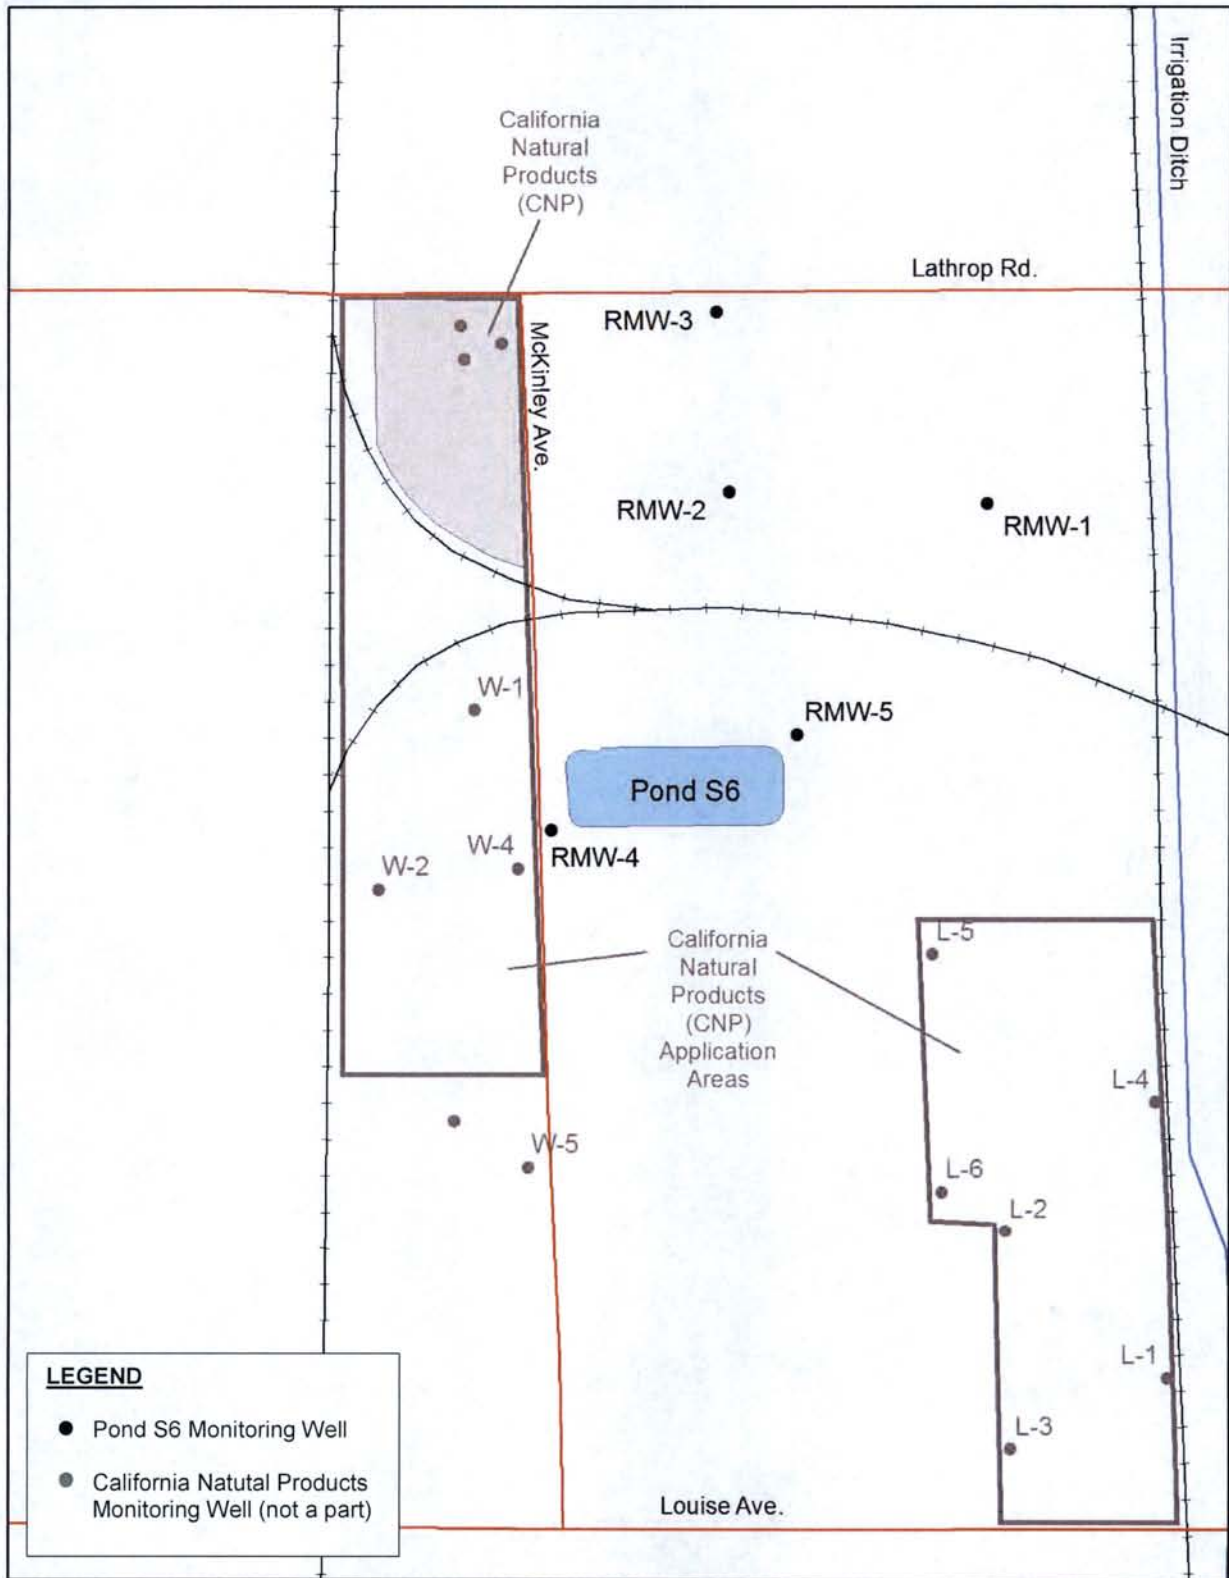 Irrigation Ditch
California
Natural
Products
(CNP)
Lathrop Rd.
RMW-3
McKinley Ave.
RMW-2
RMW-1
W-1
RMW-5
Pond S6
W-4
RMW-4
W-2
California
Natural
Products
(CNP)
Application
Areas
L-5
L-4
W-5
L-6
L-2
L-1
L-3
LEGEND
Pond S6 Monitoring Well
California Natutal Products
Monitoring Well (not a part)
Louise Ave.